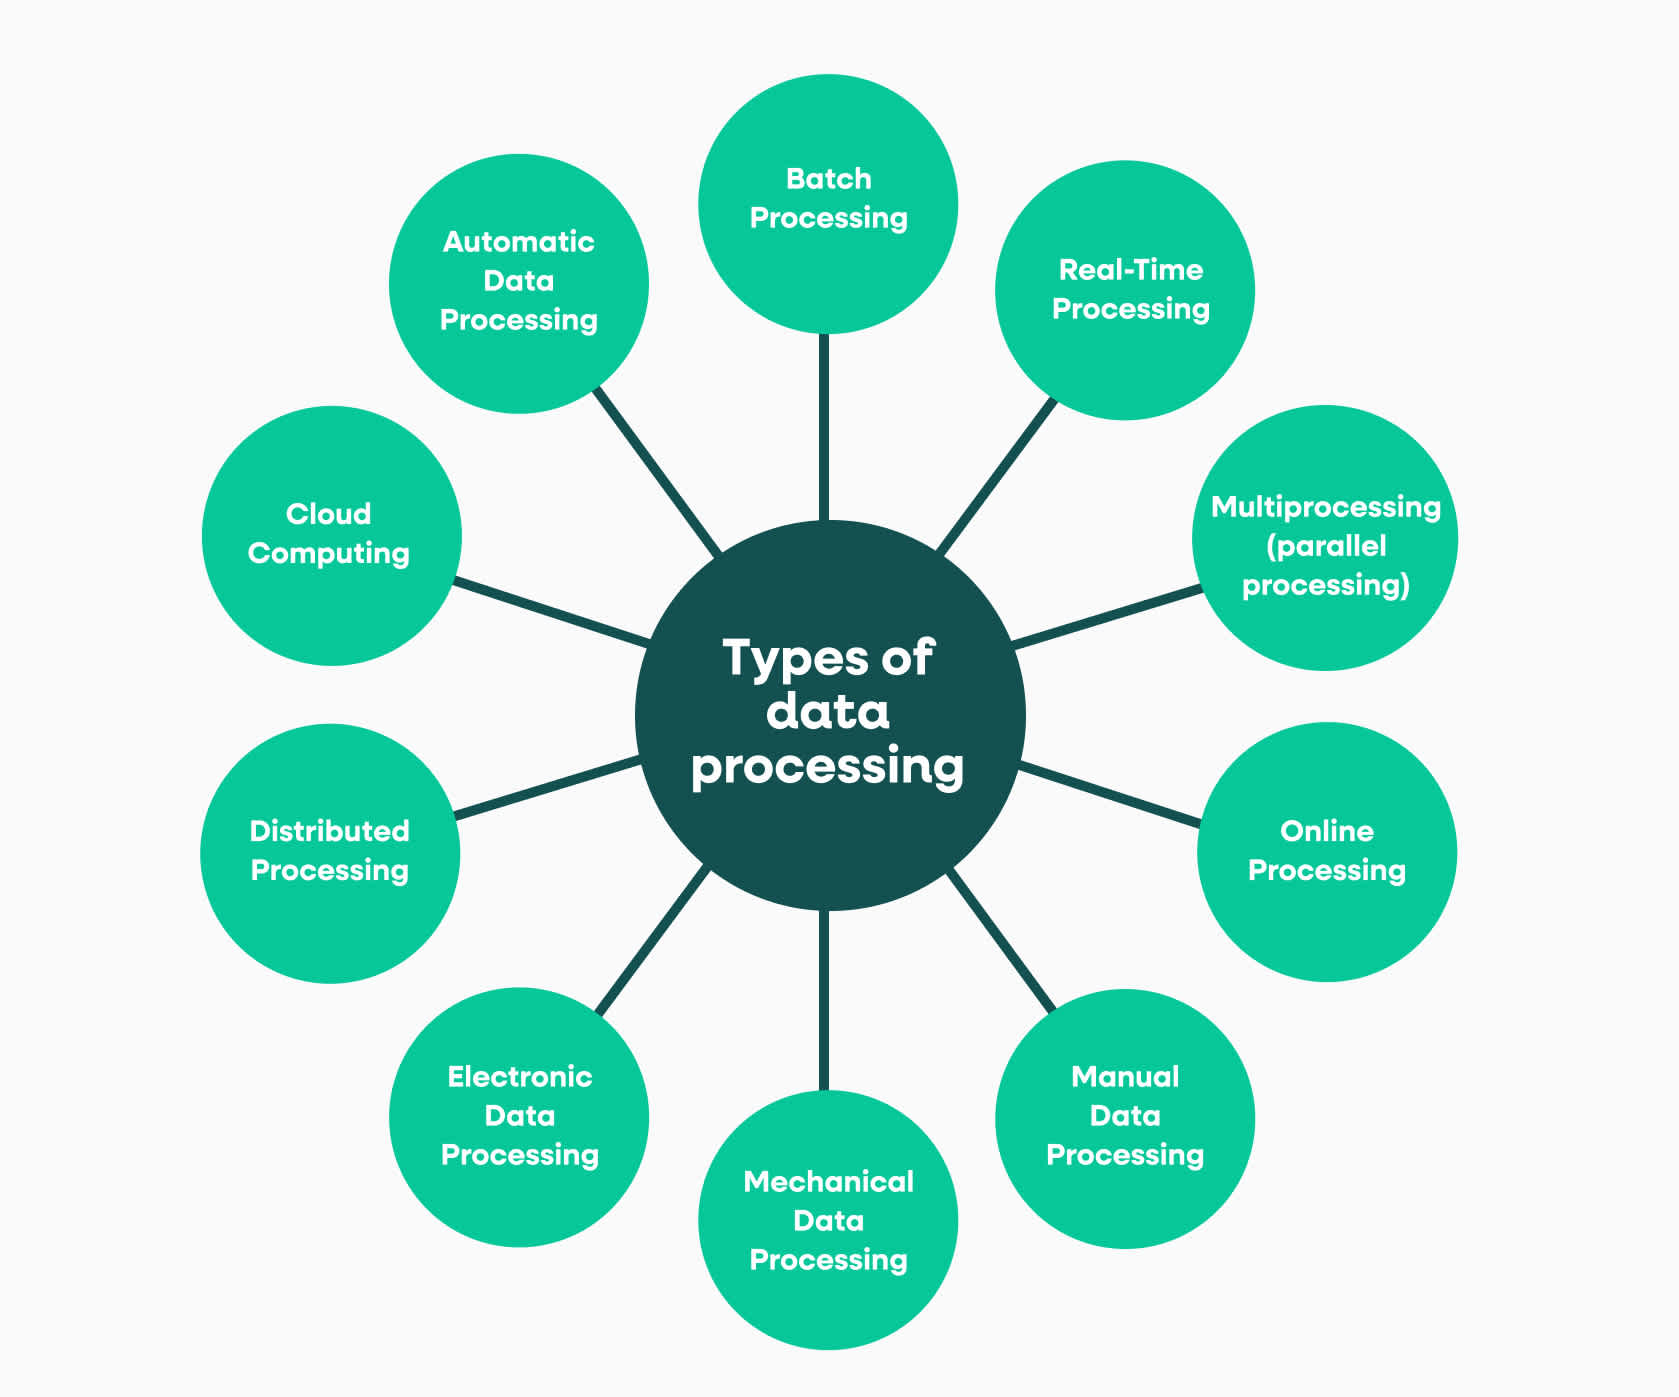 Types of
data
processing
Batch
Processing
Real-Time
Processing
Multiprocessing
(parallel
processing)
Online
Processing
Manual
Data
Processing
Mechanical
Data
Processing
Electronic
Data
Processing
Distributed
Processing
Cloud
Computing
Automatic
Data
Processing